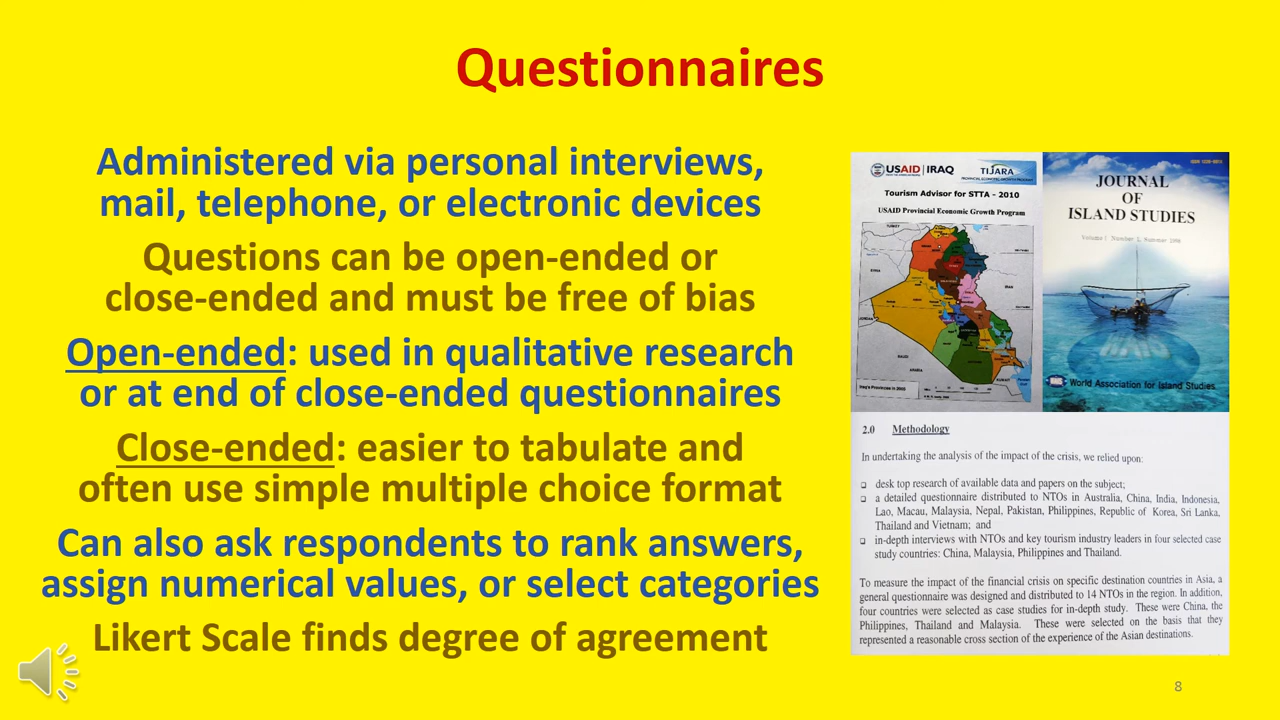 Questionnaires
Administered via personal interviews,
mail, telephone, or electronic devices
Questions can be open-ended or
close-ended and must be free of bias
Open-ended: used in qualitative research
or at end of close-ended questionnaires
Close-ended: easier to tabulate and
often use simple multiple choice format
Can also ask respondents to rank answers,
assign numerical values, or select categories
Likert Scale finds degree of agreement
USAID | IRAQ
TIJARA
Tourism Advisor for STTA - 2010
USAID Provincial Economic Growth Program
TURKEY
SYRIA
IRAN
JORDAN
SAUDI
ARABIA
KUWAIT
JOURNAL
OF
ISLAND STUDIES
World Association for Island Studies
2.0 Methodology
In undertaking the analysis of the impact of the crisis, we relied upon:
❑ desk top research of available data and papers on the subject;
❑ a detailed questionnaire distributed to NTOs in Australia, China, India, Indonesia,
Lao, Macau, Malaysia, Nepal, Pakistan, Philippines, Republic of Korea, Sri Lanka,
Thailand and Vietnam; and
❑ in-depth interviews with NTOs and key tourism industry leaders in four selected case
study countries: China, Malaysia, Philippines and Thailand.
To measure the impact of the financial crisis on specific destination countries in Asia, a
general questionnaire was designed and distributed to 14 NTOs in the region. In addition,
four countries were selected as case studies for in-depth study. These were China, the
Philippines, Thailand and Malaysia. These were selected on the basis that they
represented a reasonable cross section of the experience of the Asian destinations.
8